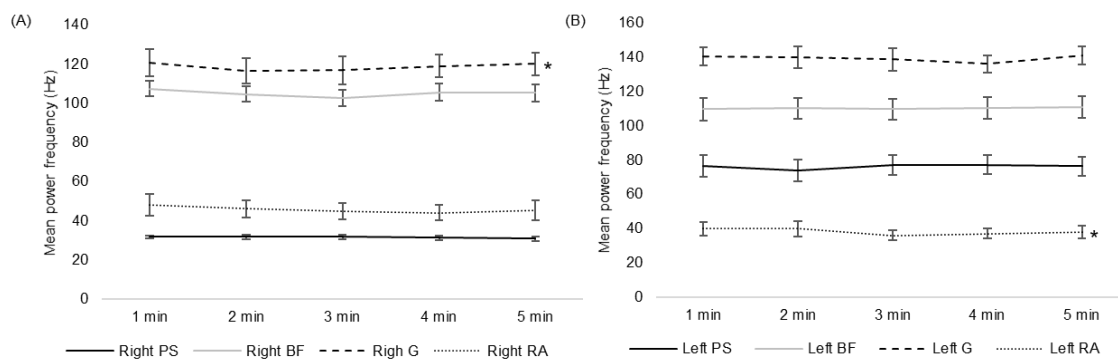 (A)
Mean power frequency (Hz)
140
120
100
80
60
40
20
0
*
1 min 2 min 3 min 4 min 5 min
Right PS Right BF Righ G Right RA
(B)
Mean power frequency (Hz)
160
140
120
100
80
60
40
20
0
*
1 min 2 min 3 min 4 min 5 min
Left PS Left BF Left G Left RA